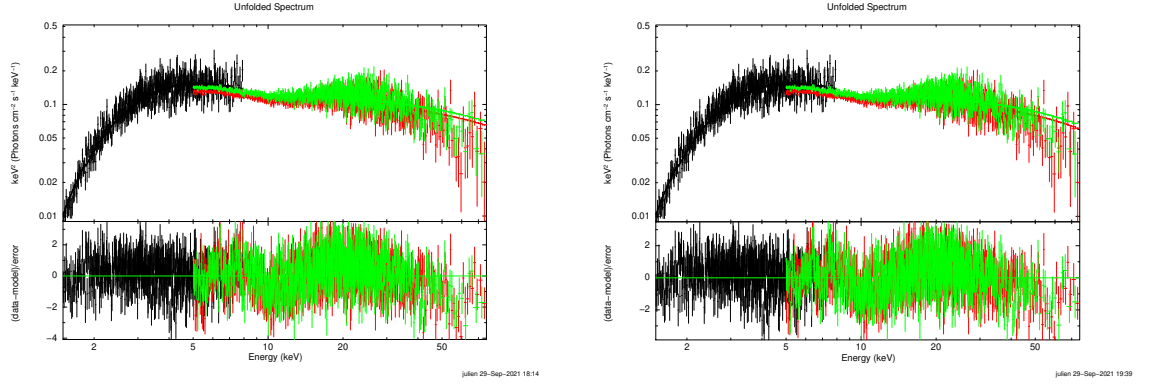 Unfolded Spectrum
keV² (Photons cm⁻² s⁻¹ keV⁻¹)
0.5
0.2
0.1
0.05
0.02
0.01
(data−model)/error
2
0
−2
−4
2 5 10 20 50
Energy (keV)
julien 29−Sep−2021 18:14
Unfolded Spectrum
keV² (Photons cm⁻² s⁻¹ keV⁻¹)
0.5
0.2
0.1
0.05
0.02
0.01
(data−model)/error
2
0
−2
2 5 10 20 50
Energy (keV)
julien 29−Sep−2021 19:39